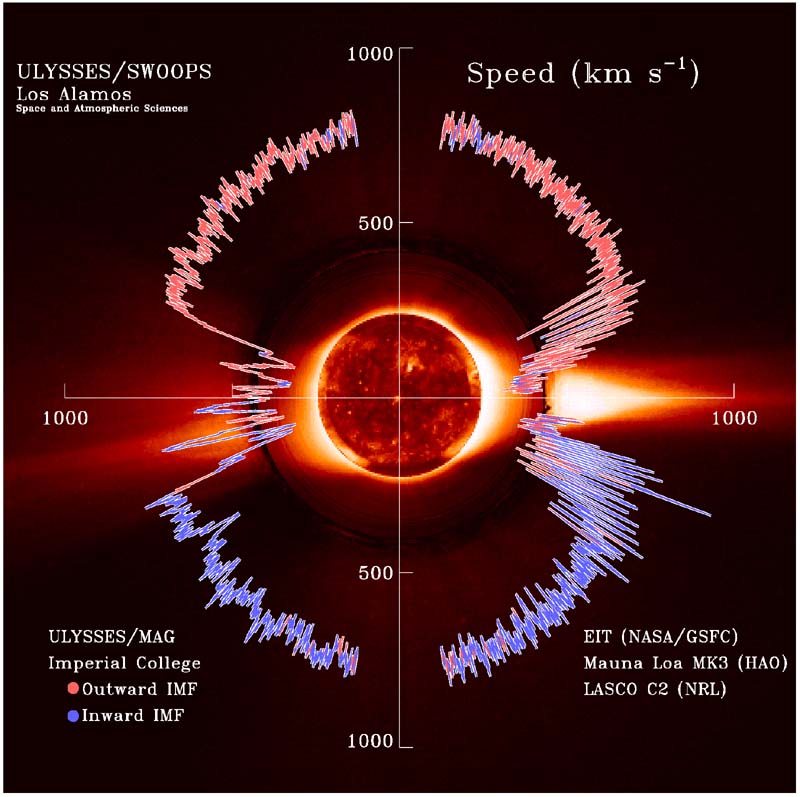 ULYSSES/SWOOPS
Los Alamos
Space and Atmospheric Sciences
1000
Speed (km s⁻¹)
500
1000
1000
500
ULYSSES/MAG
Imperial College
Outward IMF
Inward IMF
EIT (NASA/GSFC)
Mauna Loa MK3 (HAO)
LASCO C2 (NRL)
1000